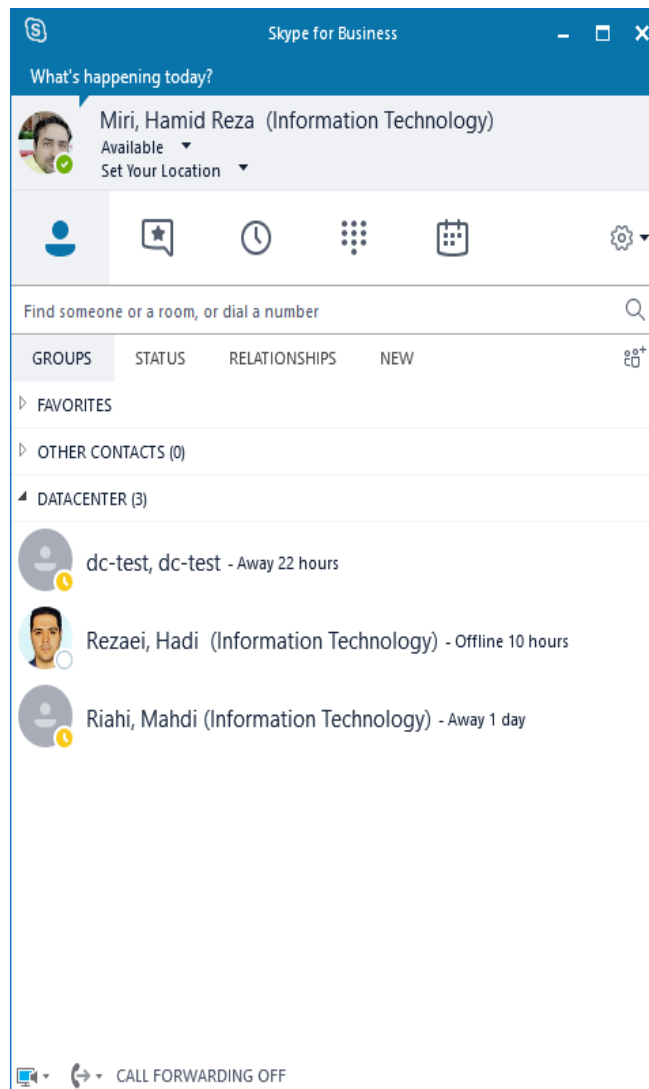 Skype for Business
What's happening today?
Miri, Hamid Reza (Information Technology)
Available
Set Your Location
Find someone or a room, or dial a number
GROUPS STATUS RELATIONSHIPS NEW
FAVORITES
OTHER CONTACTS (0)
DATACENTER (3)
dc-test, dc-test - Away 22 hours
Rezaei, Hadi (Information Technology) - Offline 10 hours
Riahi, Mahdi (Information Technology) - Away 1 day
CALL FORWARDING OFF